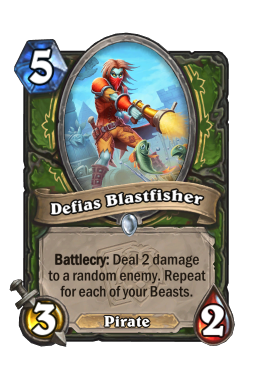 5
Defias Blastfisher
Battlecry: Deal 2 damage
to a random enemy. Repeat
for each of your Beasts.
3
Pirate
2